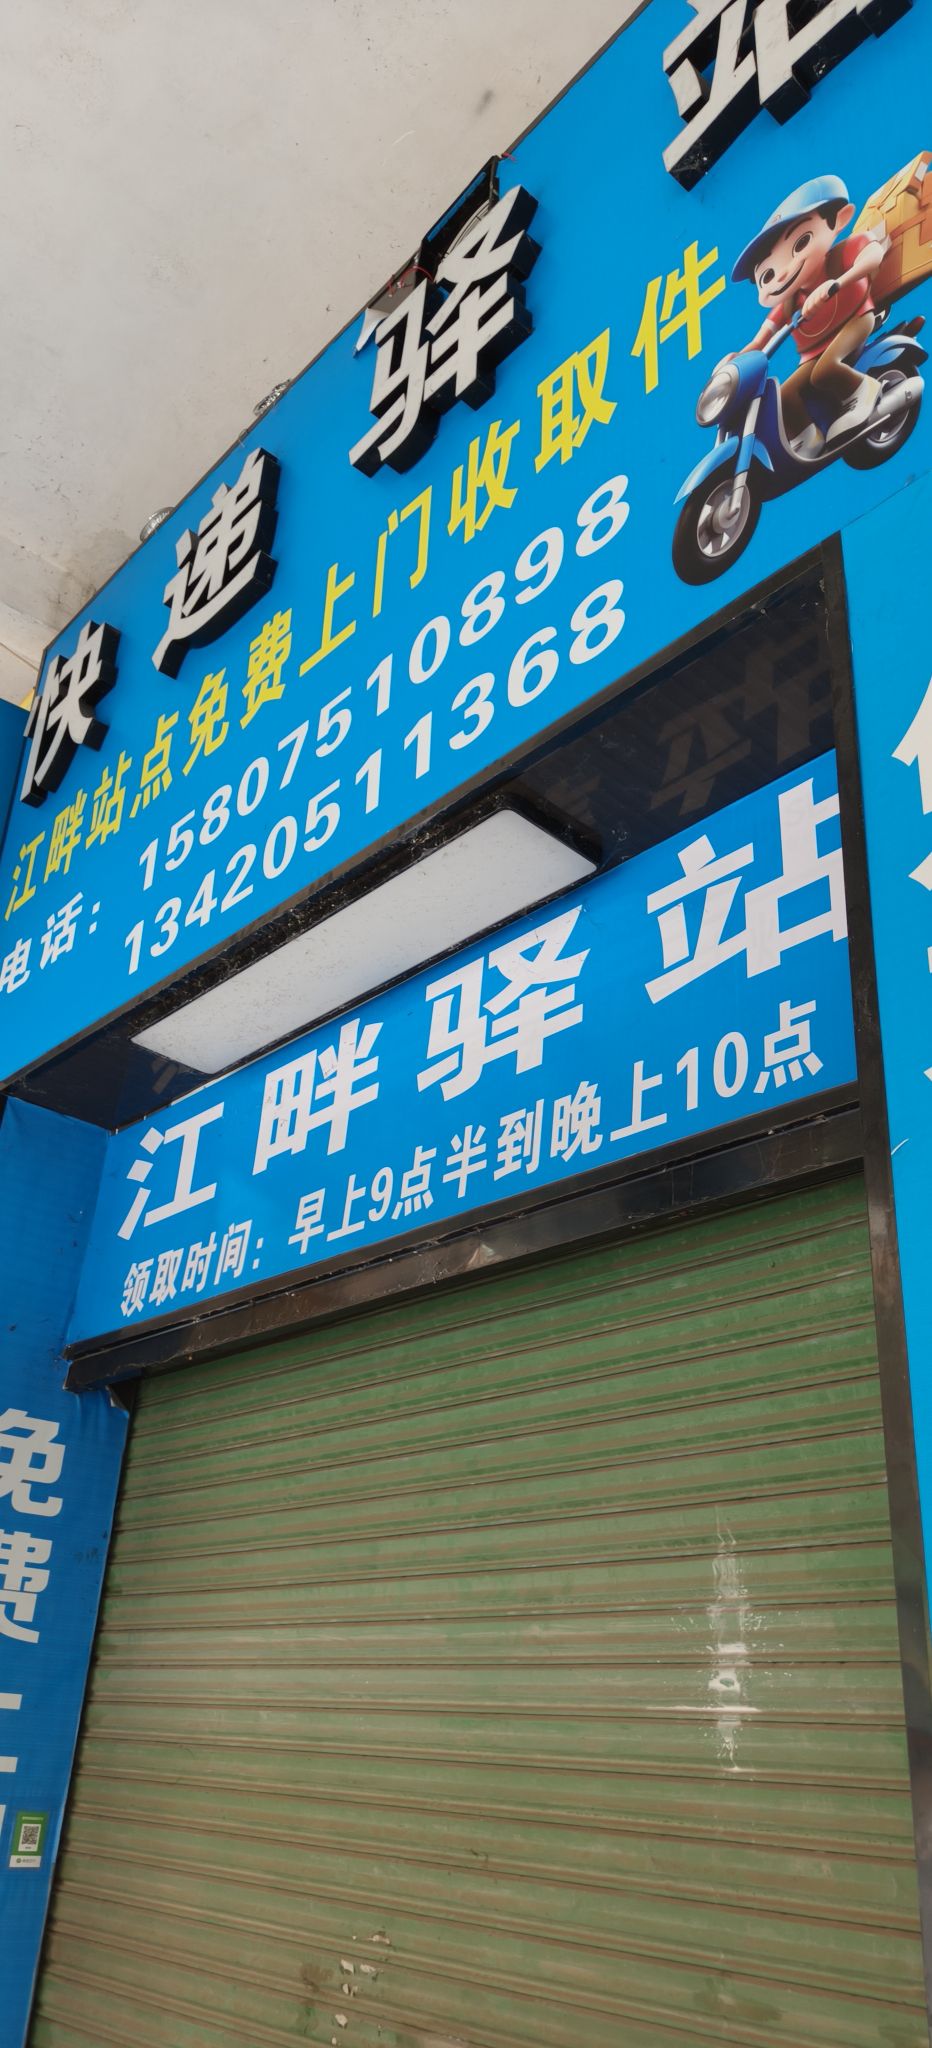 快递驿站
江畔站点免费上门收取件
电话：15807510898
13420511368
江畔驿站
领取时间：早上9点半到晚上10点
免费上门